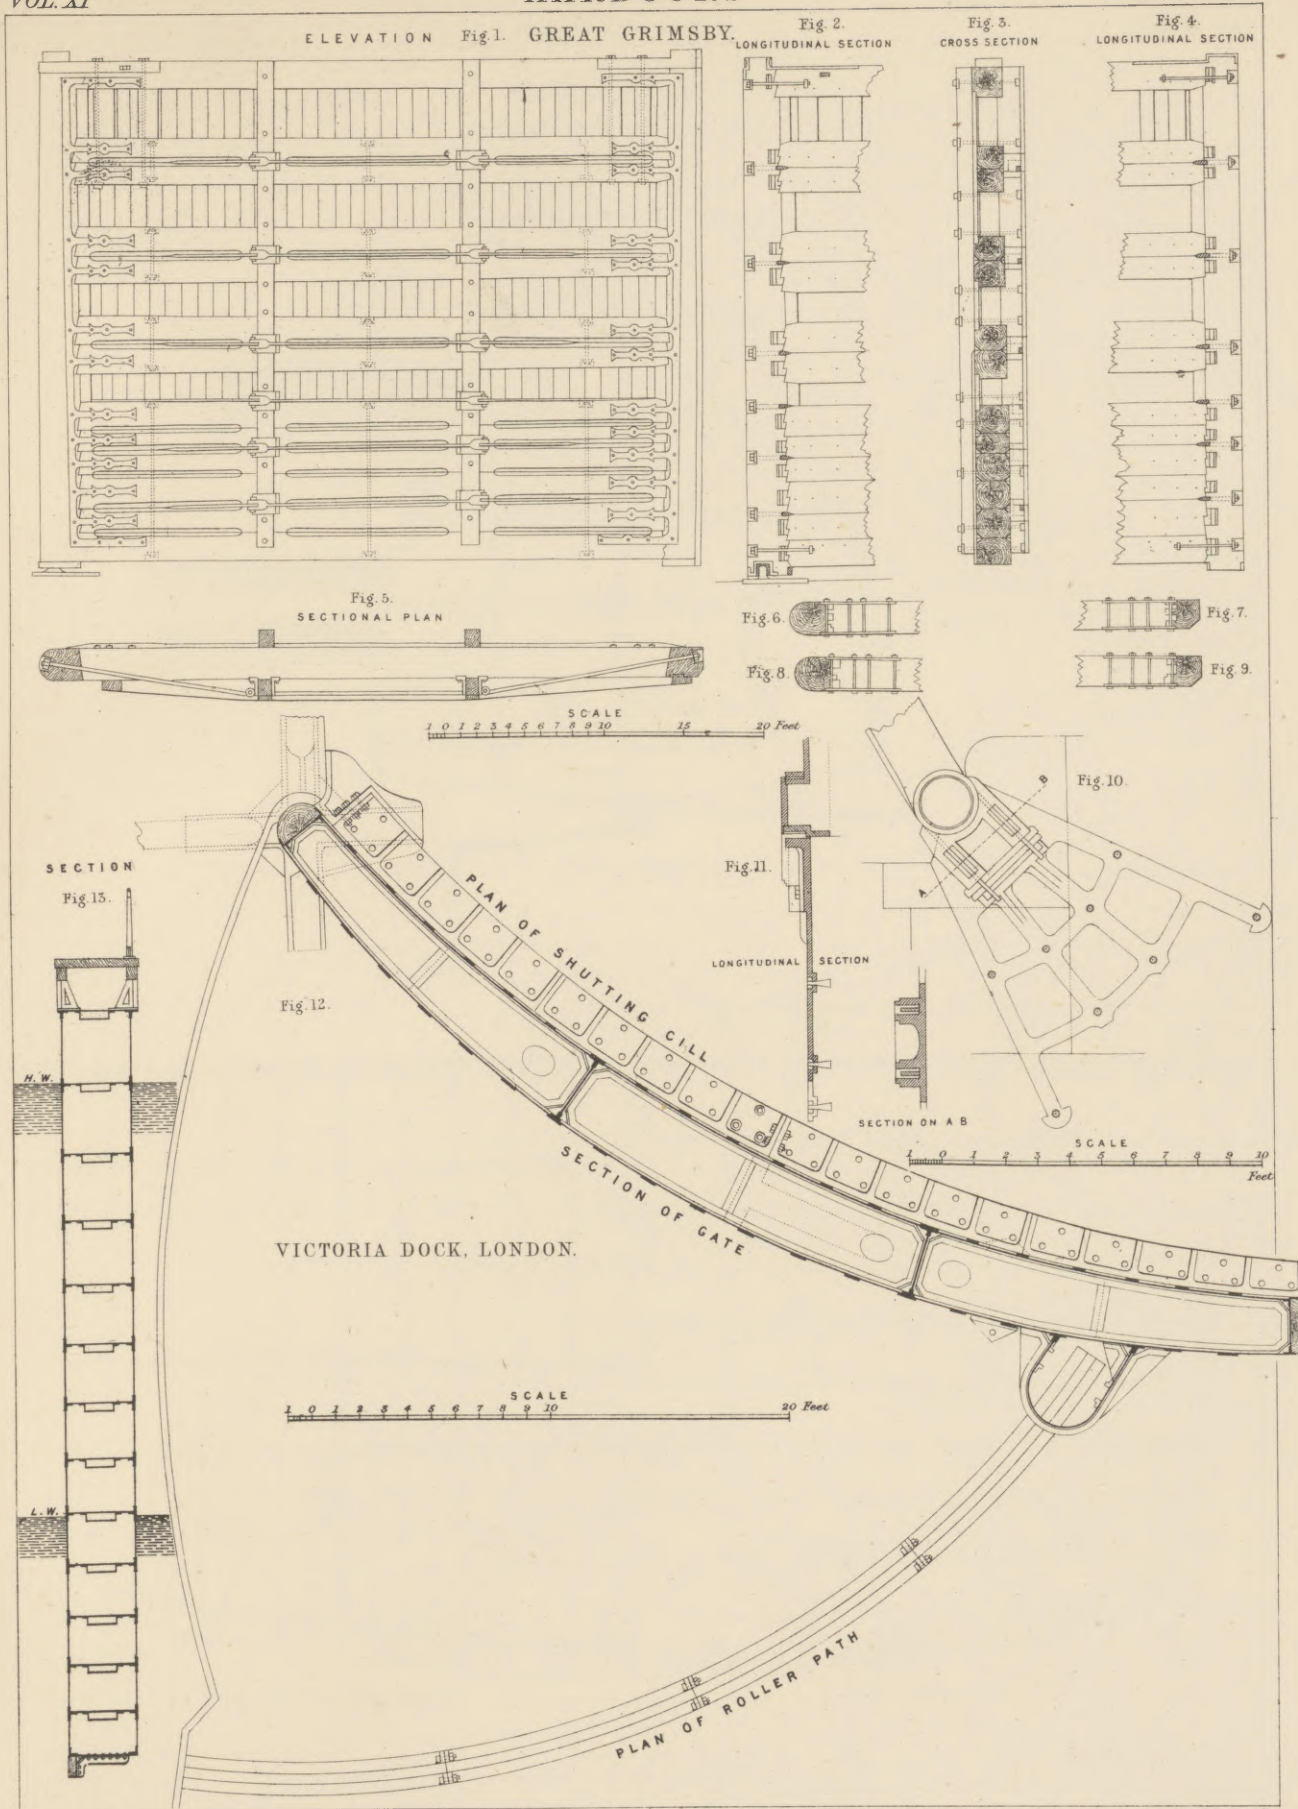 VOL. XI
ELEVATION Fig. 1. GREAT GRIMSBY.
Fig. 2.
LONGITUDINAL SECTION
Fig. 3.
CROSS SECTION
Fig. 4.
LONGITUDINAL SECTION
Fig. 5.
SECTIONAL PLAN
Fig. 6.
Fig. 7.
Fig. 8.
Fig. 9.
SCALE
1 0 1 2 3 4 5 6 7 8 9 10 15 20 Feet
Fig. 10.
B
A
Fig. 11.
LONGITUDINAL SECTION
SECTION ON A B
SCALE
1 0 1 2 3 4 5 6 7 8 9 10
Feet
SECTION
Fig. 13.
H. W.
L. W.
Fig. 12.
PLAN OF SHUTTING CILL
SECTION OF GATE
VICTORIA DOCK, LONDON.
SCALE
1 0 1 2 3 4 5 6 7 8 9 10 20 Feet
PLAN OF ROLLER PATH